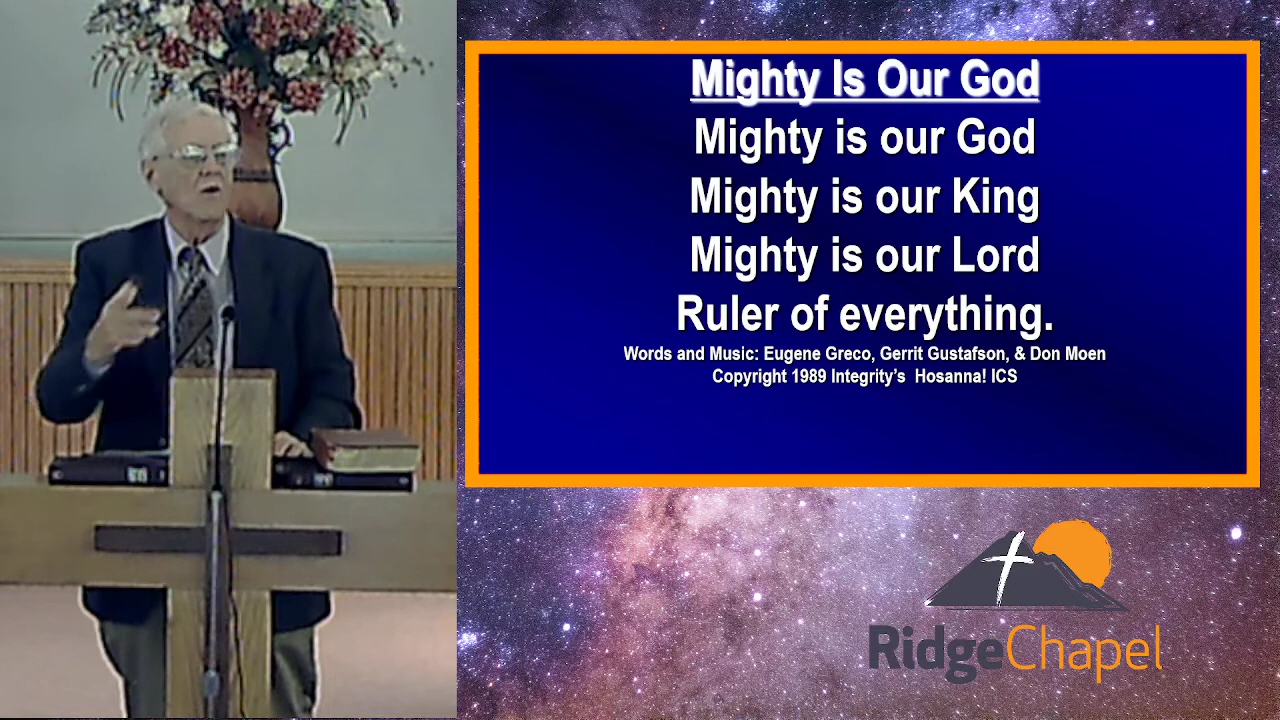 Mighty Is Our God
Mighty is our God
Mighty is our King
Mighty is our Lord
Ruler of everything.
Words and Music: Eugene Greco, Gerrit Gustafson, & Don Moen
Copyright 1989 Integrity’s  Hosanna! ICS
RidgeChapel